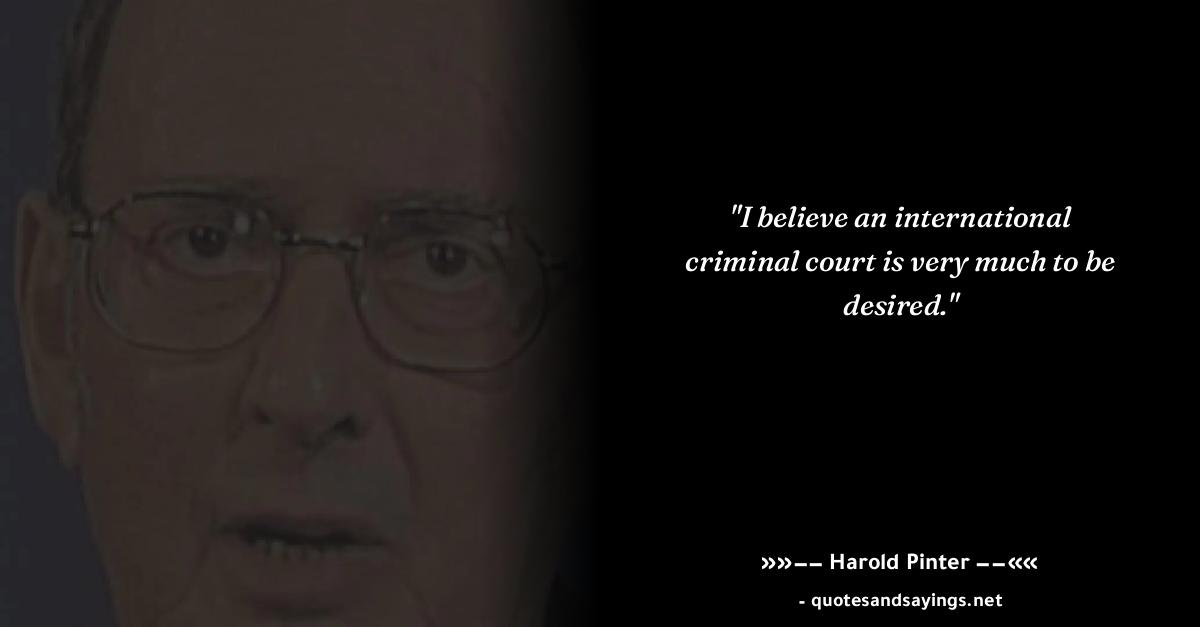 "I believe an international
criminal court is very much to be
desired."
»»–– Harold Pinter ––««
- quotesandsayings.net